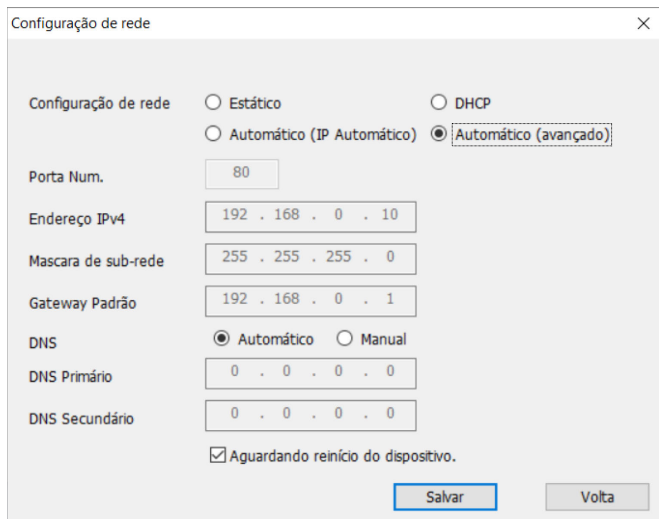 Configuração de rede
Configuração de rede Estático DHCP
Automático (IP Automático) Automático (avançado)
Porta Num. 80
Endereço IPv4 192 . 168 . 0 . 10
Mascara de sub-rede 255 . 255 . 255 . 0
Gateway Padrão 192 . 168 . 0 . 1
DNS Automático Manual
DNS Primário 0 . 0 . 0 . 0
DNS Secundário 0 . 0 . 0 . 0
Aguardando reinício do dispositivo.
Salvar Volta